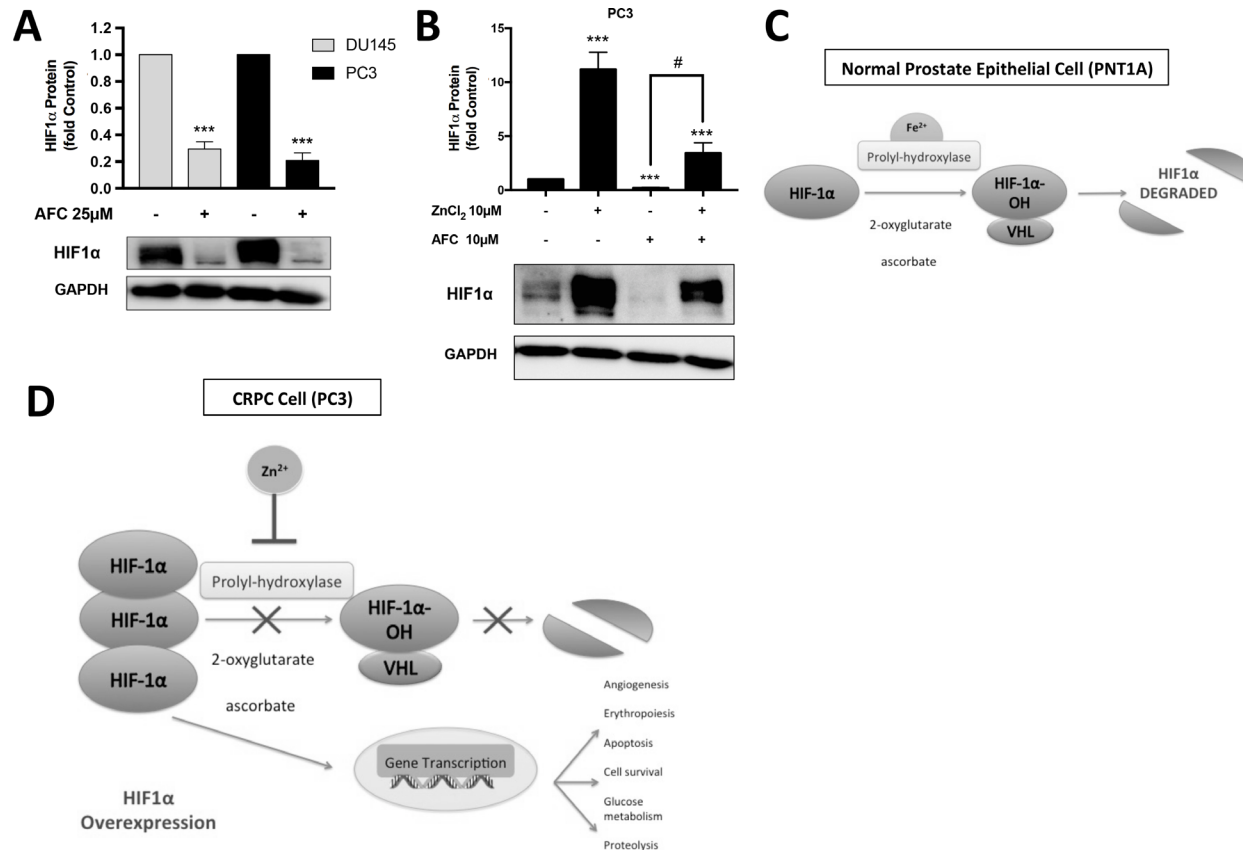 A
HIF1α Protein
(fold Control)
1.2
1.0
0.8
0.6
0.4
0.2
0.0
***
***
DU145
PC3
AFC 25µM - + - +
HIF1α
GAPDH
B
PC3
HIF1α Protein
(fold Control)
15
10
5
0
***
#
***
***
ZnCl2 10µM - + - +
AFC 10µM - - + +
HIF1α
GAPDH
C
Normal Prostate Epithelial Cell (PNT1A)
Fe2+
Prolyl-hydroxylase
HIF-1α
HIF-1α-
OH
VHL
HIF1α
DEGRADED
2-oxyglutarate
ascorbate
D
CRPC Cell (PC3)
Zn2+
HIF-1α
HIF-1α
HIF-1α
Prolyl-hydroxylase
HIF-1α-
OH
VHL
2-oxyglutarate
ascorbate
Gene Transcription
Angiogenesis
Erythropoiesis
Apoptosis
Cell survival
Glucose
metabolism
Proteolysis
HIF1α
Overexpression